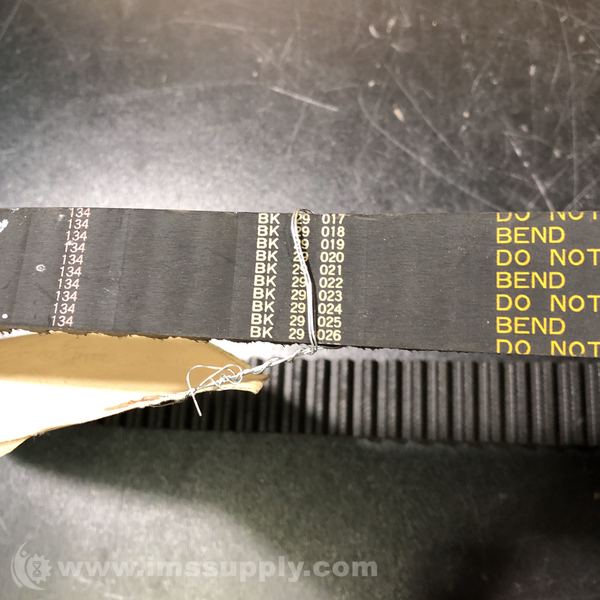 134
134
134
134
134
134
134
134
134
134
BK 29 017
BK 29 018
BK 29 019
BK 29 020
BK 29 021
BK 29 022
BK 29 023
BK 29 024
BK 29 025
BK 29 026
DO NOT
BEND
DO NOT
BEND
DO NOT
BEND
DO NOT
www.imssupply.com